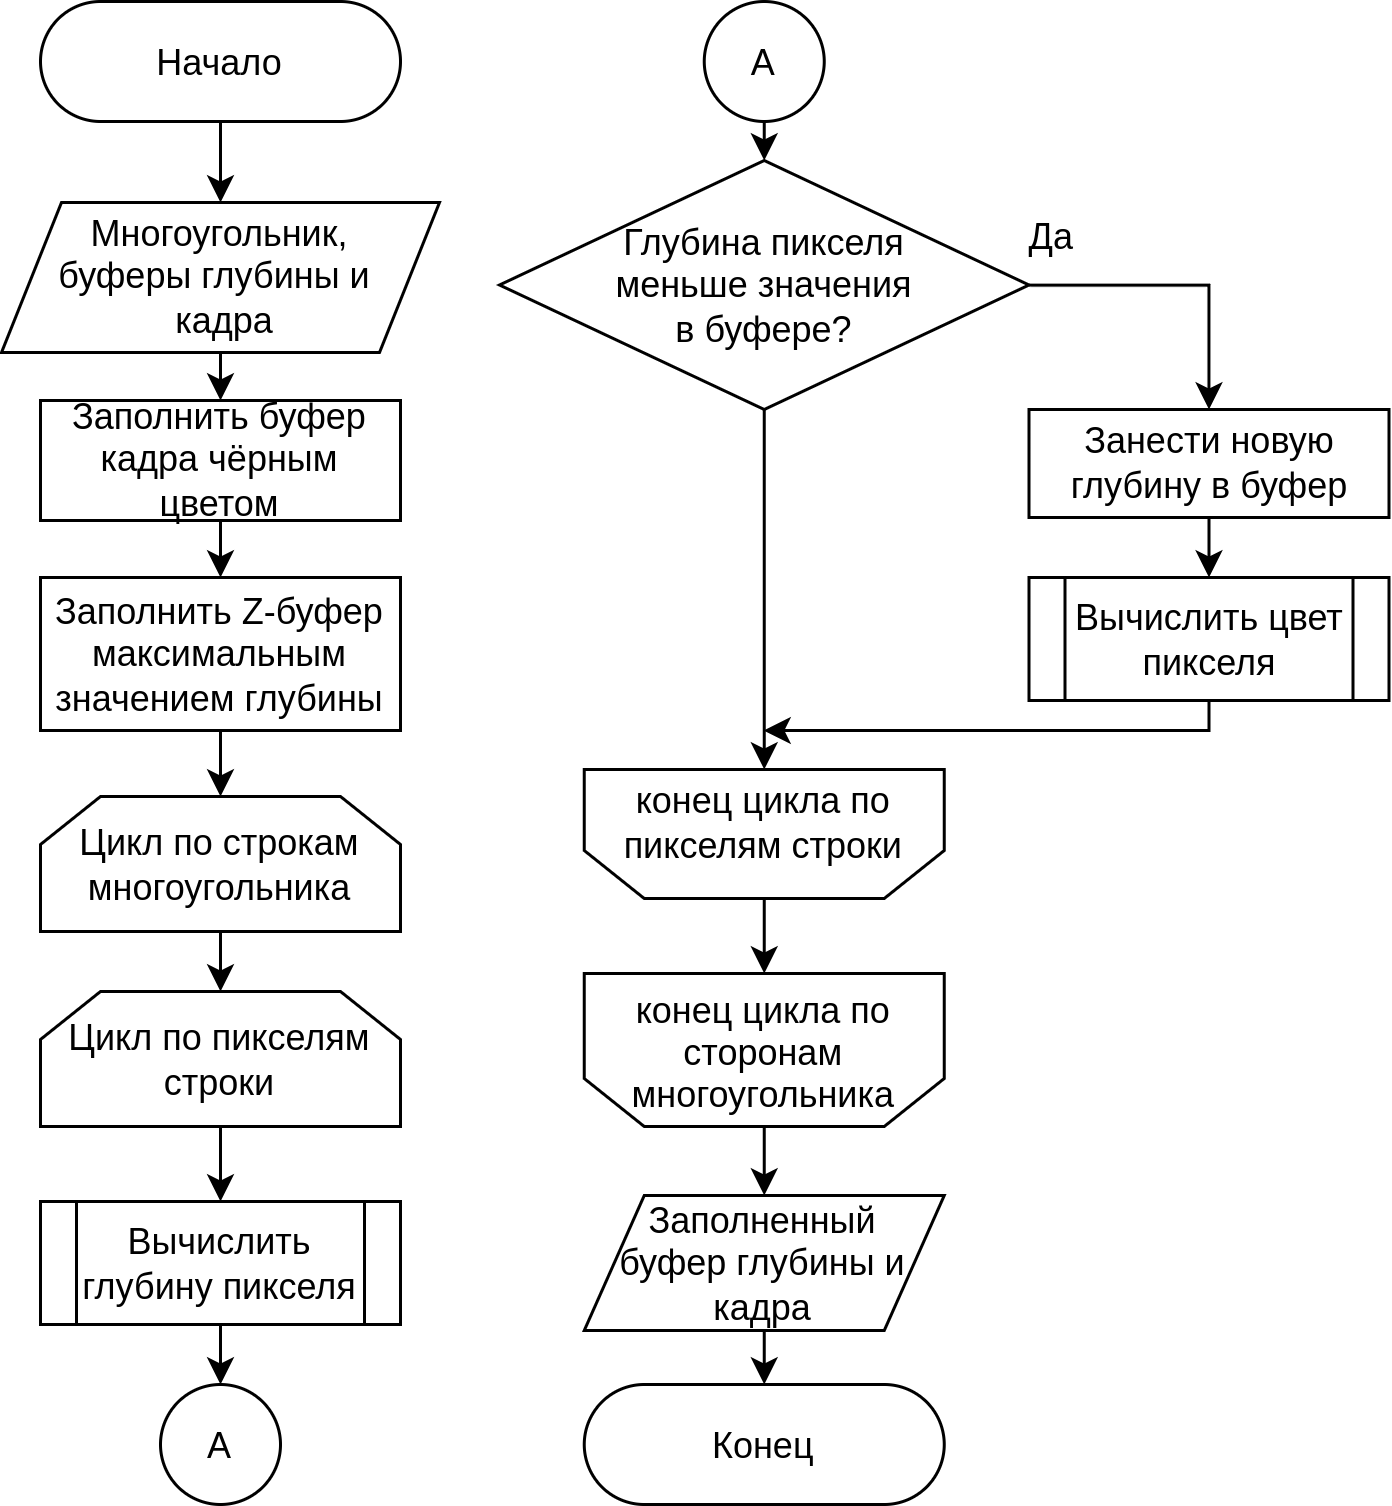 Начало
Многоугольник,
буферы глубины и
кадра
Заполнить буфер
кадра чёрным
цветом
Заполнить Z-буфер
максимальным
значением глубины
Цикл по строкам
многоугольника
Цикл по пикселям
строки
Вычислить
глубину пикселя
А
А
Глубина пикселя
меньше значения
в буфере?
Да
Занести новую
глубину в буфер
Вычислить цвет
пикселя
конец цикла по
пикселям строки
конец цикла по
сторонам
многоугольника
Заполненный
буфер глубины и
кадра
Конец